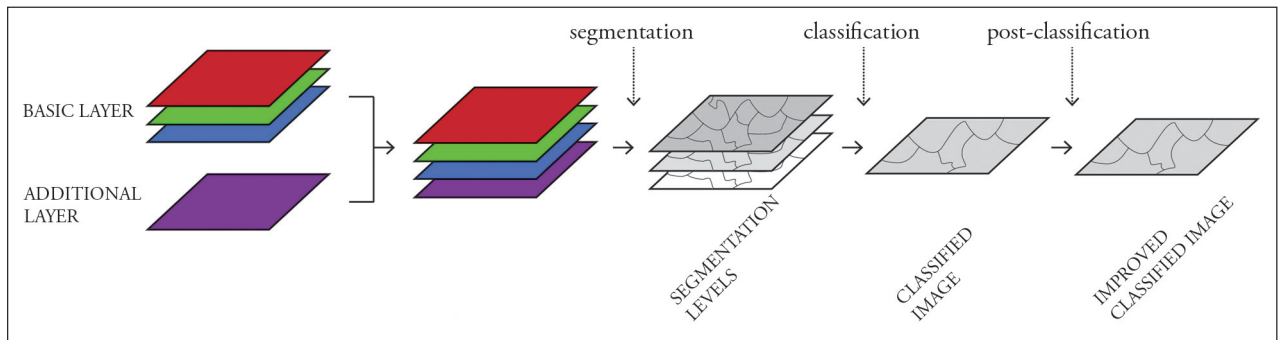 segmentation
classification
post-classification
BASIC LAYER
ADDITIONAL
LAYER
SEGMENTATION
LEVELS
CLASSIFIED
IMAGE
IMPROVED
CLASSIFIED IMAGE